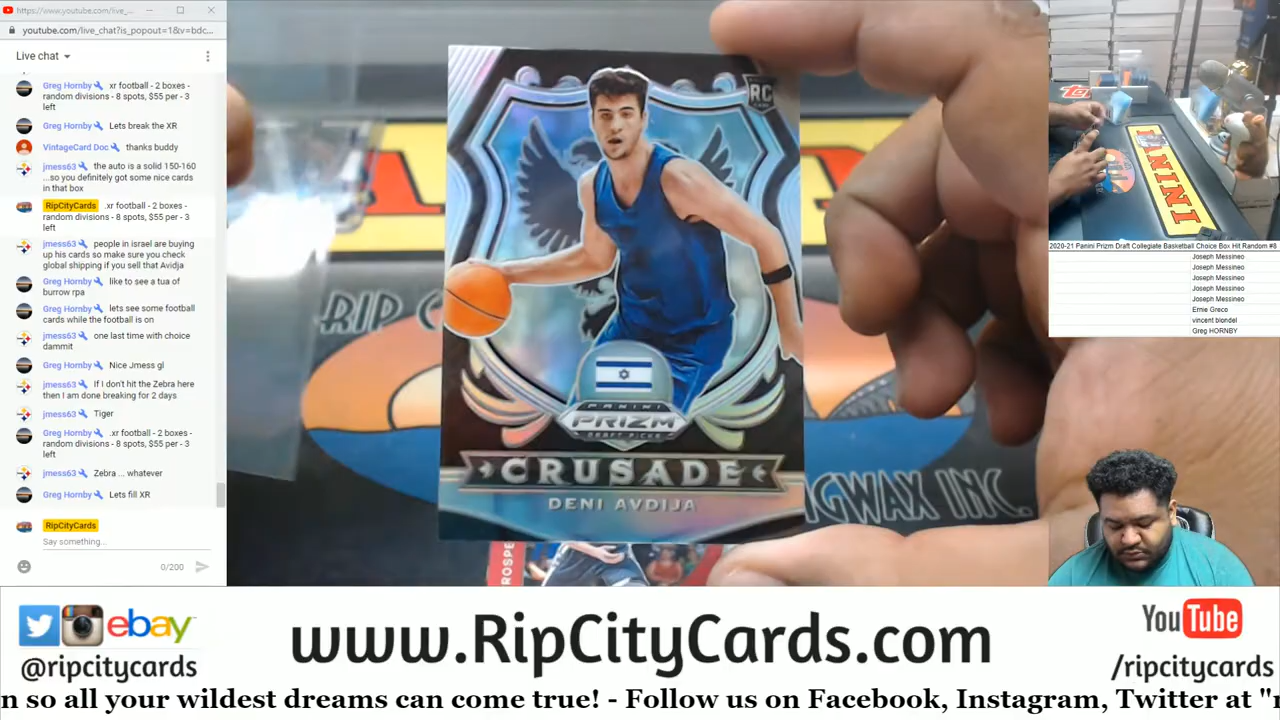 https://www.youtube.com/live_...
youtube.com/live_chat?is_popout=1&v=bdc...
Live chat
Greg Hornby .xr football - 2 boxes -
random divisions - 8 spots, $55 per - 3
left
Greg Hornby Lets break the XR
VintageCard Doc thanks buddy
jmess63 the auto is a solid 150-160
...so you definitely got some nice cards
in that box
RipCityCards .xr football - 2 boxes -
random divisions - 8 spots, $55 per - 3
left
jmess63 people in israel are buying
up his cards so make sure you check
global shipping if you sell that Avidja
Greg Hornby like to see a tua of
burrow rpa
Greg Hornby lets see some football
cards while the football is on
jmess63 one last time with choice
dammit
Greg Hornby Nice Jmess gl
jmess63 If I don't hit the Zebra here
then I am done breaking for 2 days
jmess63 Tiger
Greg Hornby .xr football - 2 boxes -
random divisions - 8 spots, $55 per - 3
left
jmess63 Zebra ... whatever
Greg Hornby Lets fill XR
RipCityCards
Say something...
0/200
RC
RIP C
PANINI
PRIZM
DRAFT PICKS
CRUSADE
DENI AVDIJA
NGWAX INC.
PROSPE
ININ
2020-21 Panini Prizm Draft Collegiate Basketball Choice Box Hit Random #8
Joseph Messineo
Joseph Messineo
Joseph Messineo
Joseph Messineo
Joseph Messineo
Ernie Greco
vincent blondel
Greg HORNBY
ebay
@ripcitycards
www.RipCityCards.com
YouTube
/ripcitycards
n so all your wildest dreams can come true! - Follow us on Facebook, Instagram, Twitter at "r